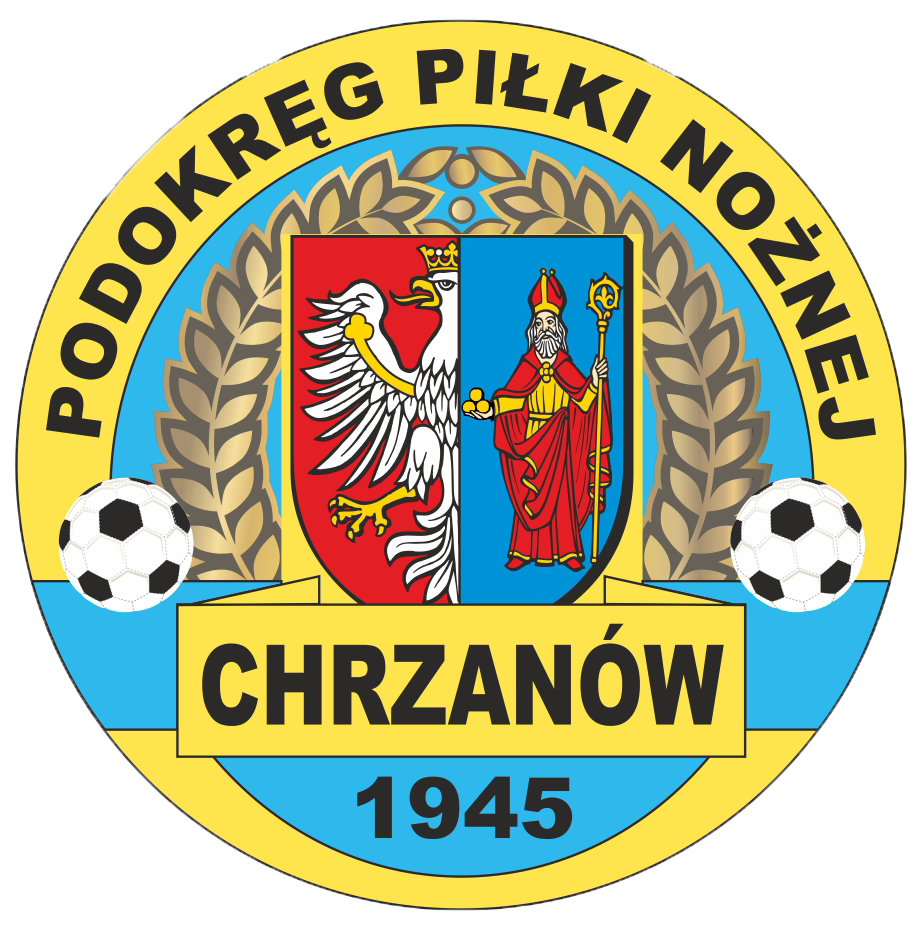 PODOKRĘG PIŁKI NOŻNEJ
CHRZANÓW
1945